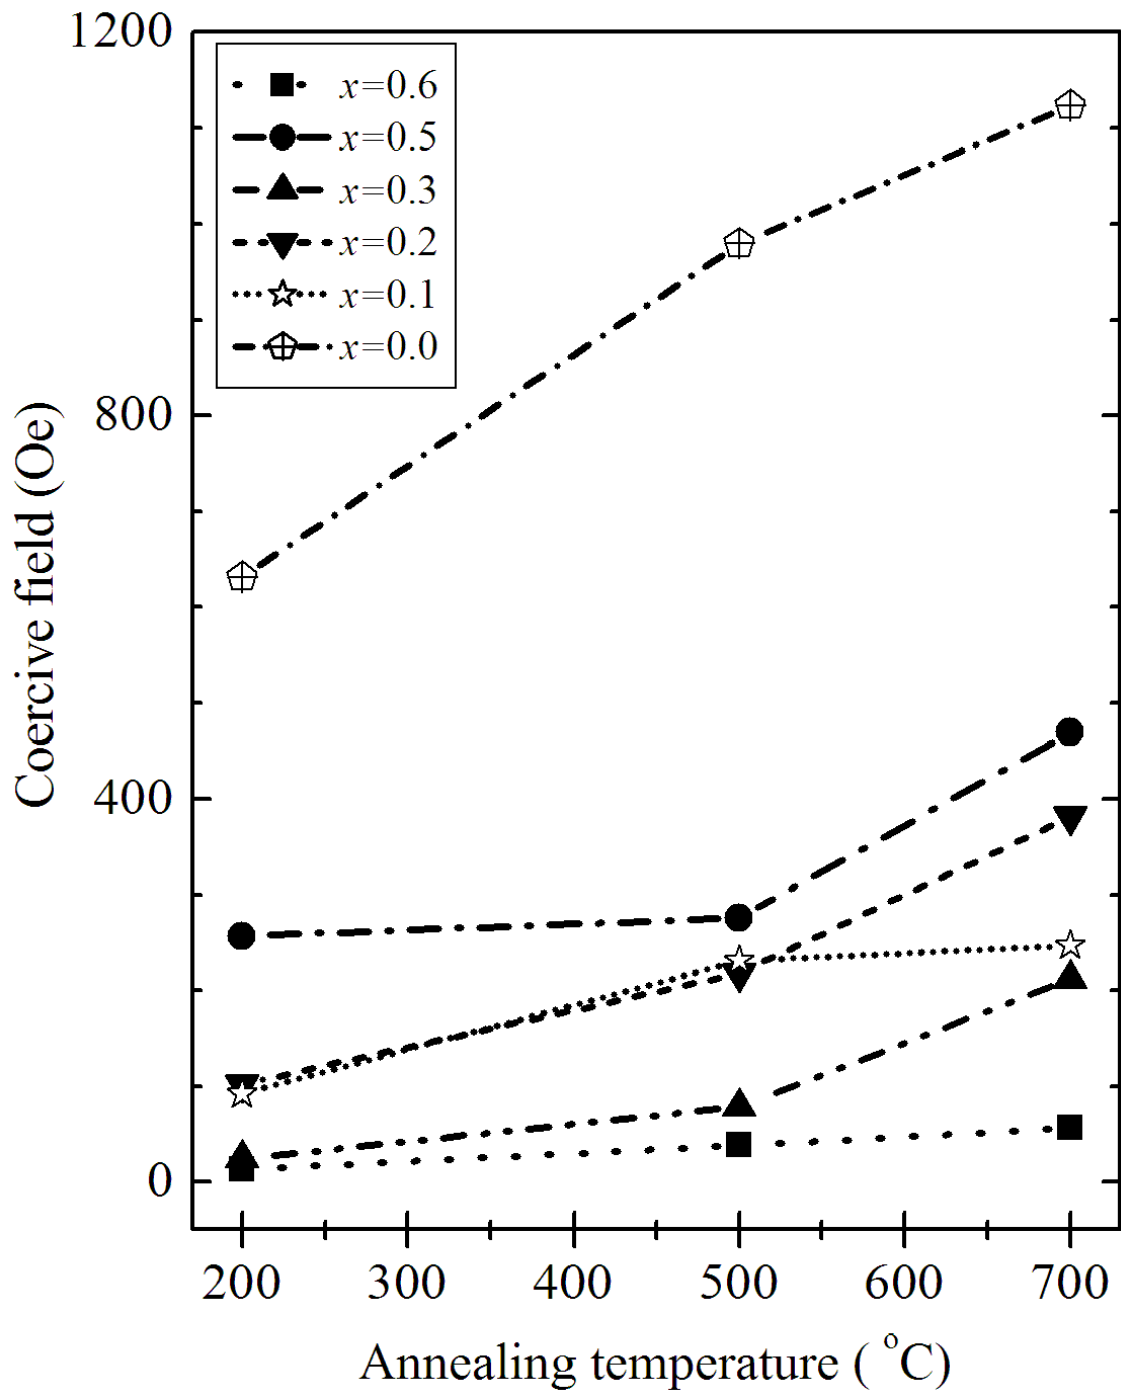 1200
x=0.6
x=0.5
x=0.3
x=0.2
x=0.1
x=0.0
800
400
0
Coercive field (Oe)
200 300 400 500 600 700
Annealing temperature ( °C)